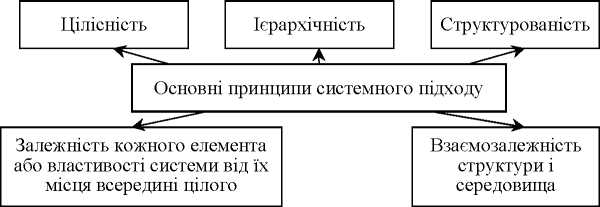 Цілісність
Ієрархічність
Структурованість
Основні принципи системного підходу
Залежність кожного елемента
або властивості системи від їх
місця всередині цілого
Взаємозалежність
структури і
середовища